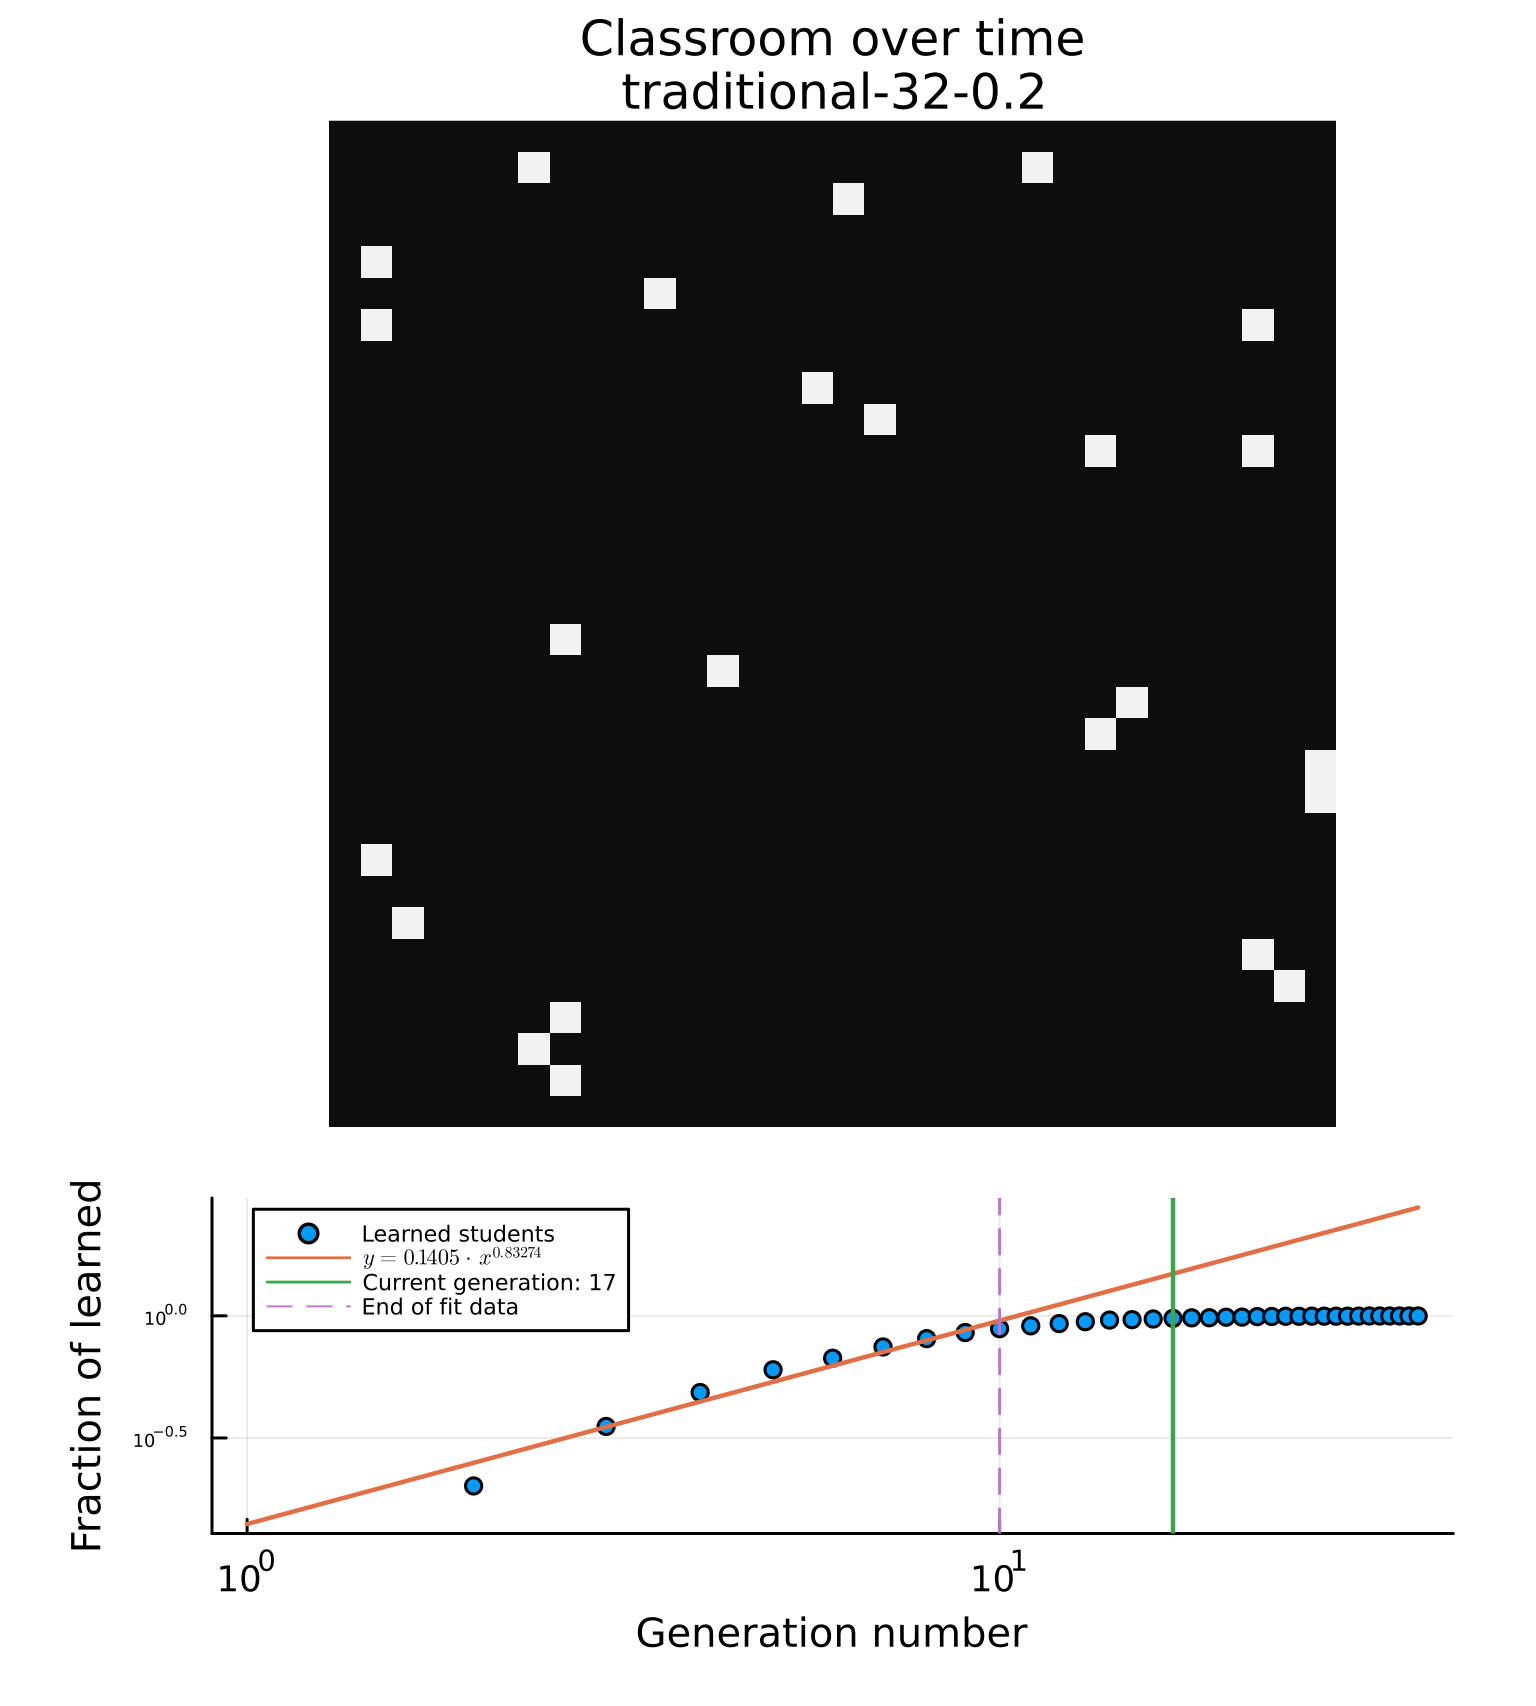 Classroom over time
traditional-32-0.2
Fraction of learned
Learned students
y = 0.1405 · x^0.83274
Current generation: 17
End of fit data
10^0.0
10^−0.5
10^0
10^1
Generation number